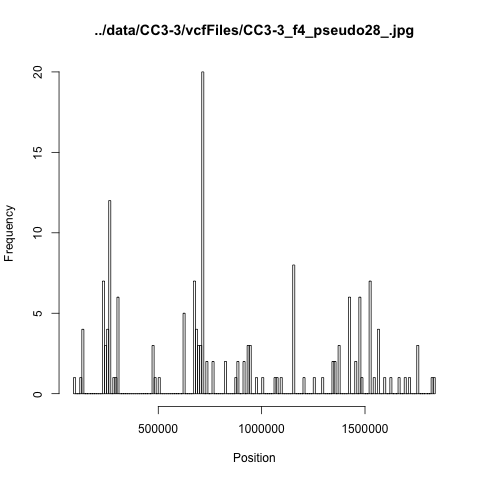 ../data/CC3-3/vcfFiles/CC3-3_f4_pseudo28_.jpg
20
15
10
5
0
Frequency
500000 1000000 1500000
Position